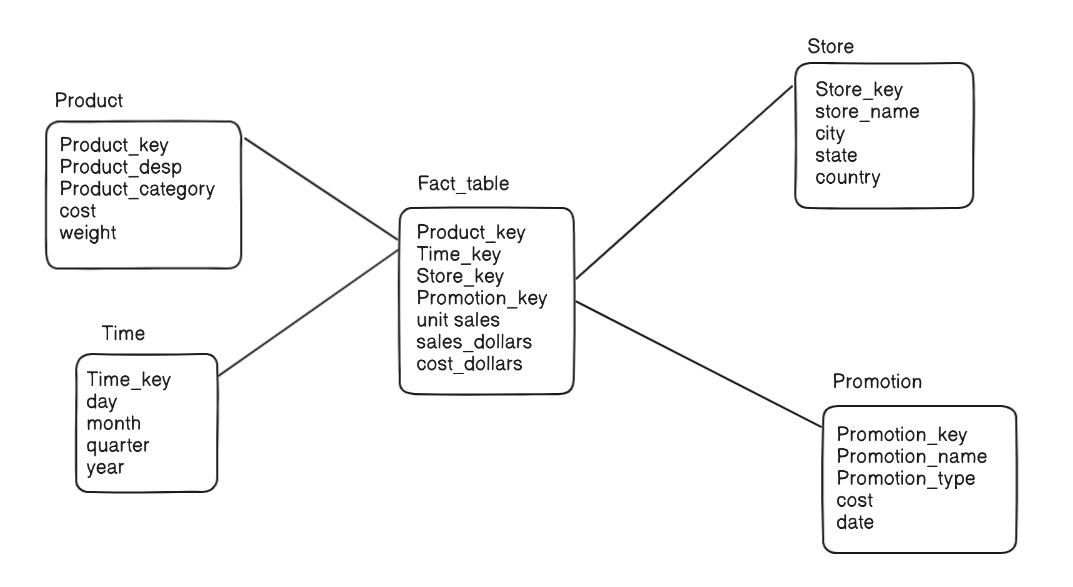 Product
Product_key
Product_desp
Product_category
cost
weight
Time
Time_key
day
month
quarter
year
Fact_table
Product_key
Time_key
Store_key
Promotion_key
unit sales
sales_dollars
cost_dollars
Store
Store_key
store_name
city
state
country
Promotion
Promotion_key
Promotion_name
Promotion_type
cost
date